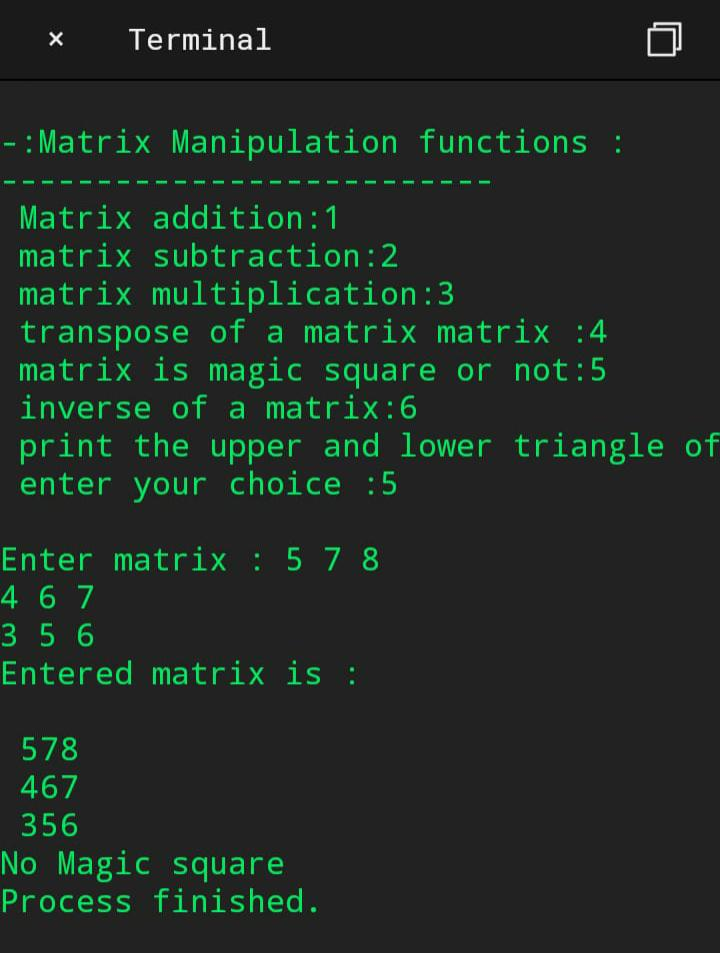 × Terminal
-:Matrix Manipulation functions :
--------------------------
Matrix addition:1
matrix subtraction:2
matrix multiplication:3
transpose of a matrix matrix :4
matrix is magic square or not:5
inverse of a matrix:6
print the upper and lower triangle of
enter your choice :5
Enter matrix : 5 7 8
4 6 7
3 5 6
Entered matrix is :
578
467
356
No Magic square
Process finished.